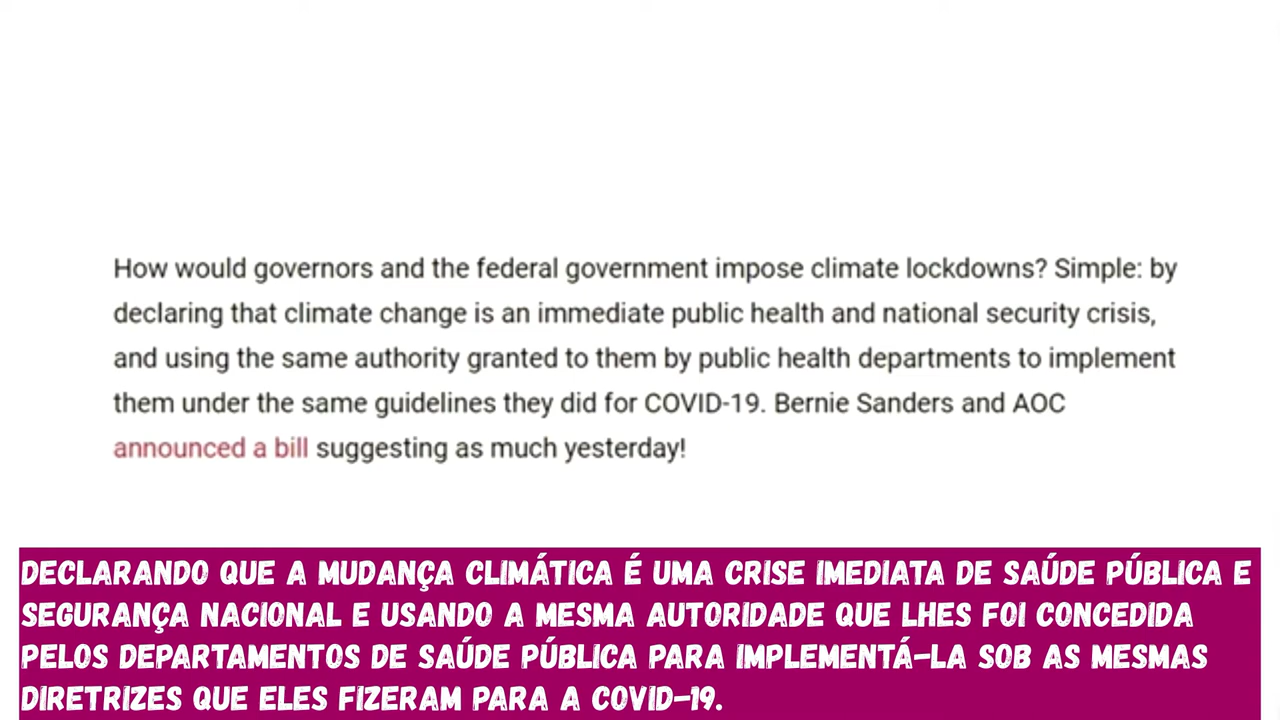 How would governors and the federal government impose climate lockdowns? Simple: by
declaring that climate change is an immediate public health and national security crisis,
and using the same authority granted to them by public health departments to implement
them under the same guidelines they did for COVID-19. Bernie Sanders and AOC
announced a bill suggesting as much yesterday!
DECLARANDO QUE A MUDANÇA CLIMÁTICA É UMA CRISE IMEDIATA DE SAÚDE PÚBLICA E
SEGURANÇA NACIONAL E USANDO A MESMA AUTORIDADE QUE LHES FOI CONCEDIDA
PELOS DEPARTAMENTOS DE SAÚDE PÚBLICA PARA IMPLEMENTÁ-LA SOB AS MESMAS
DIRETRIZES QUE ELES FIZERAM PARA A COVID-19.